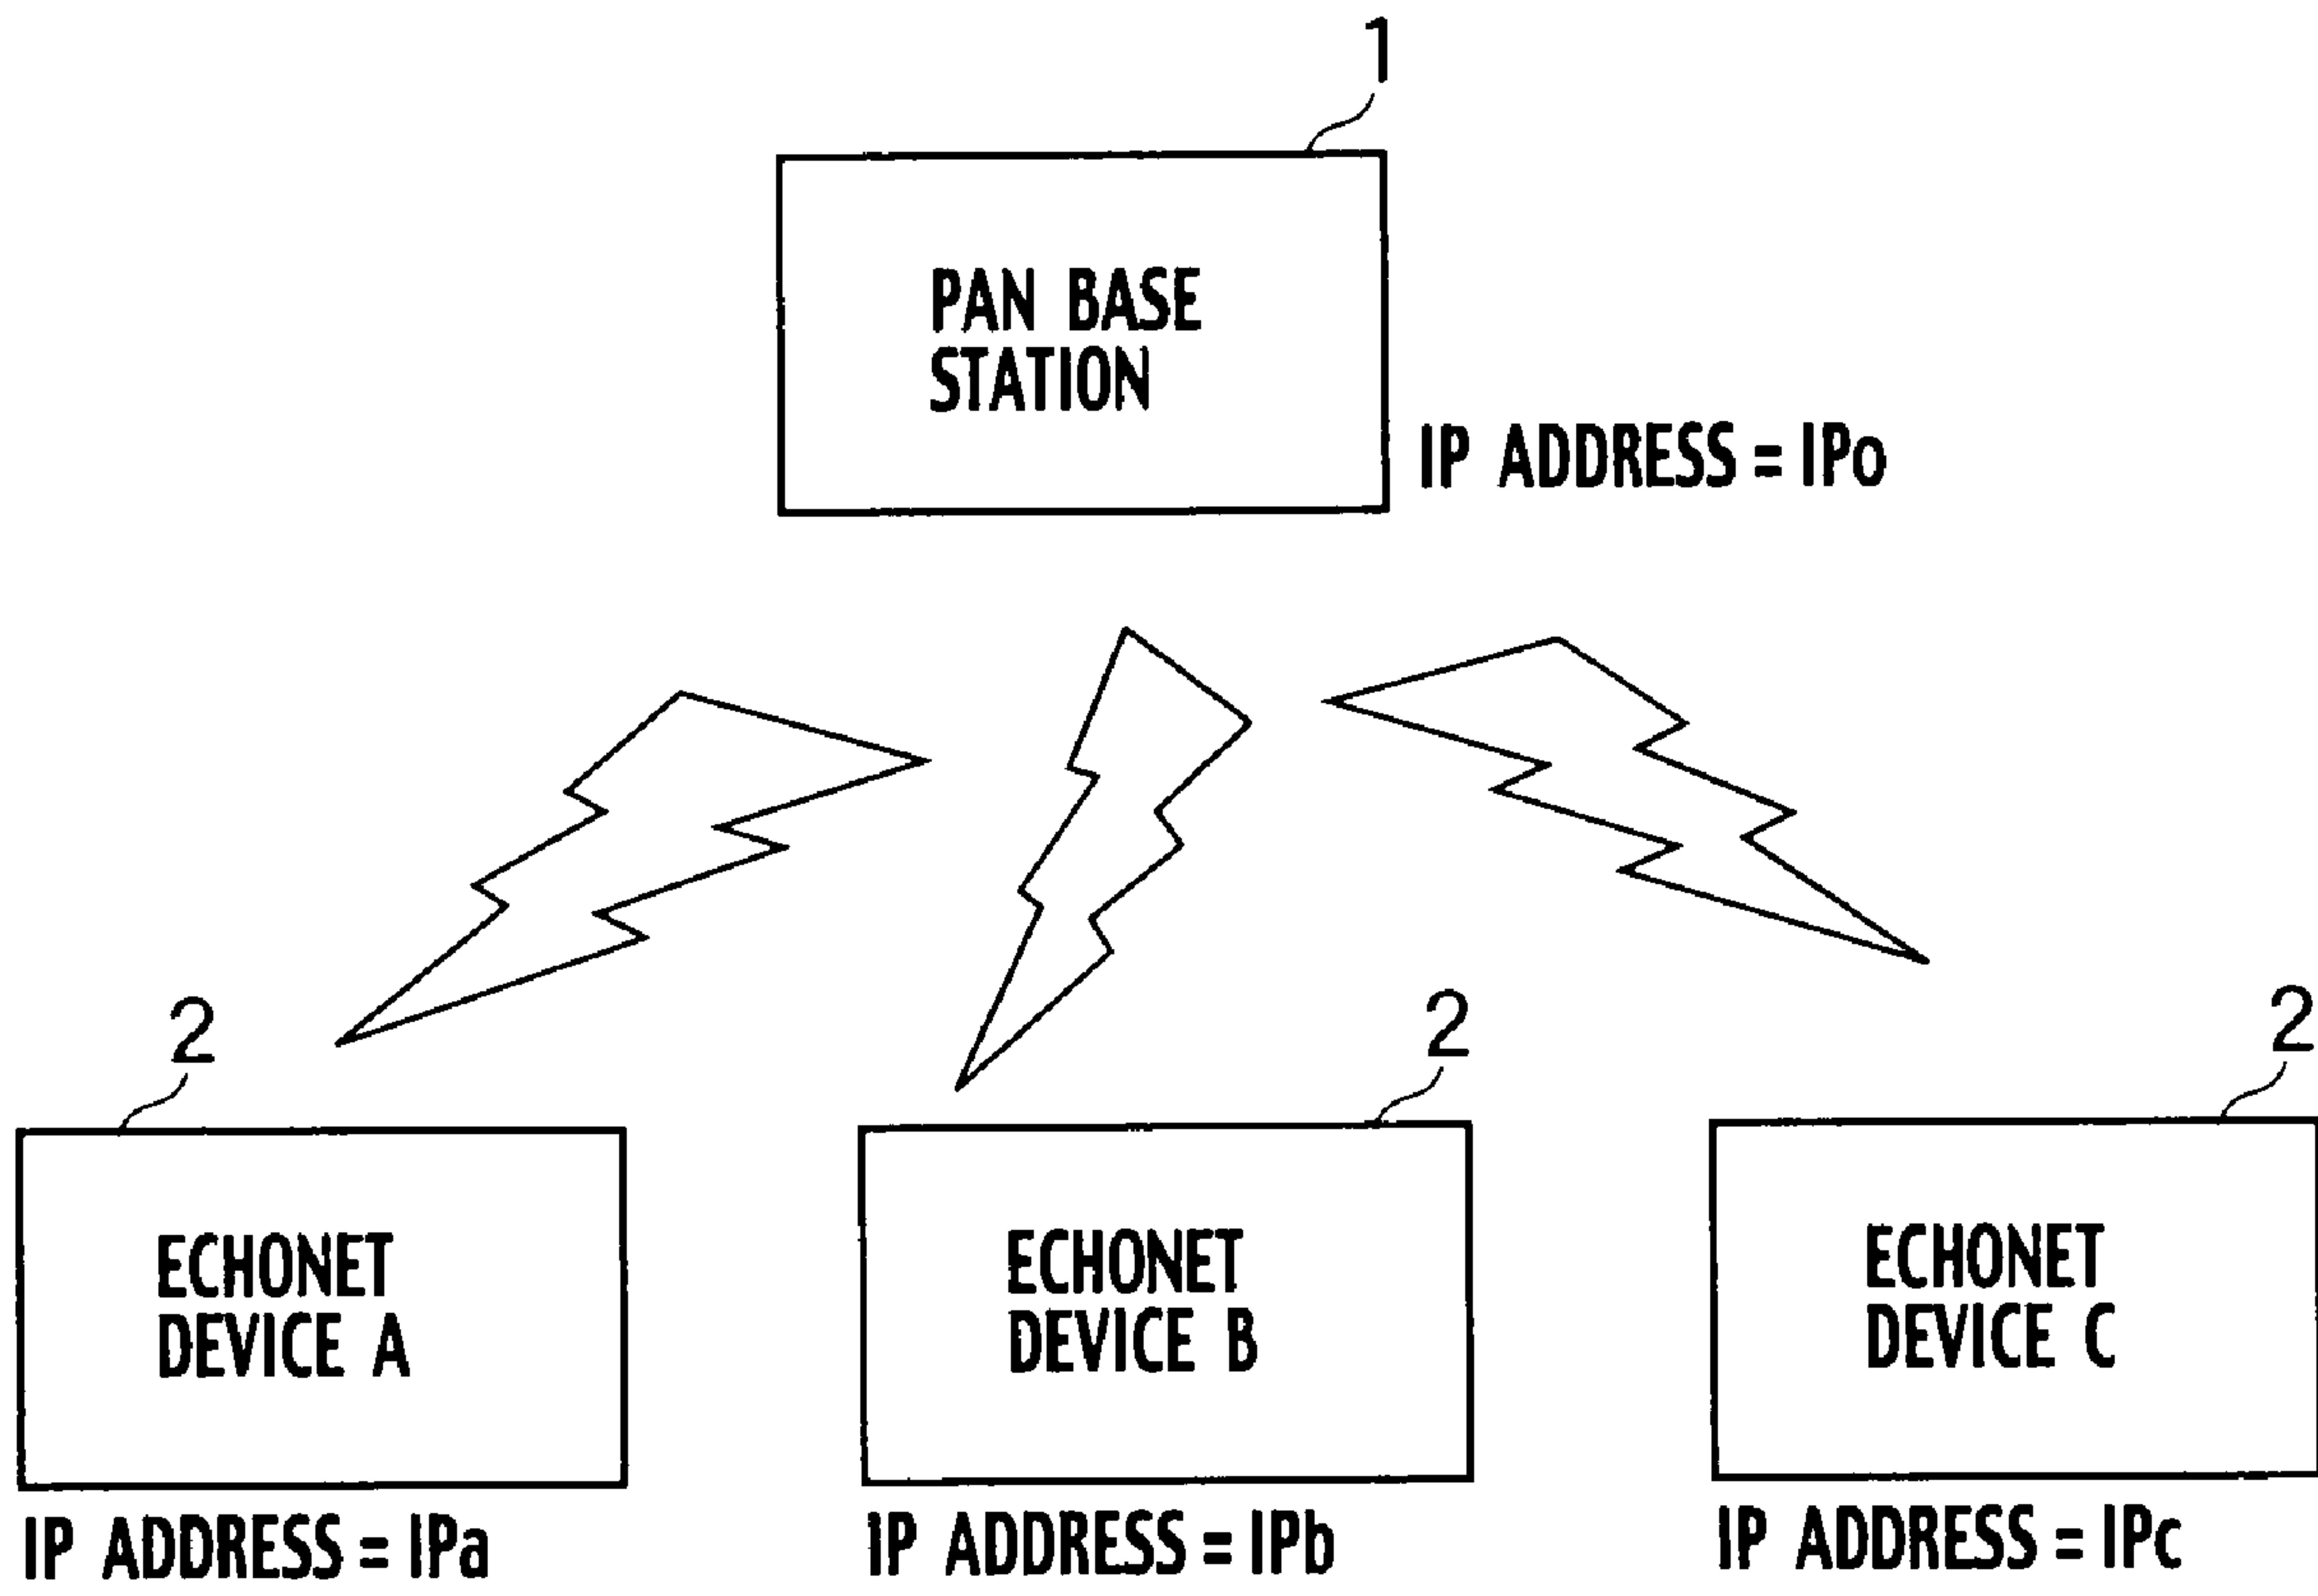 1
PAN BASE
STATION
IP ADDRESS = IPo
2
2
2
ECHONET
DEVICE A
ECHONET
DEVICE B
ECHONET
DEVICE C
IP ADDRESS = IPa
IP ADDRESS = IPb
IP ADDRESS = IPc